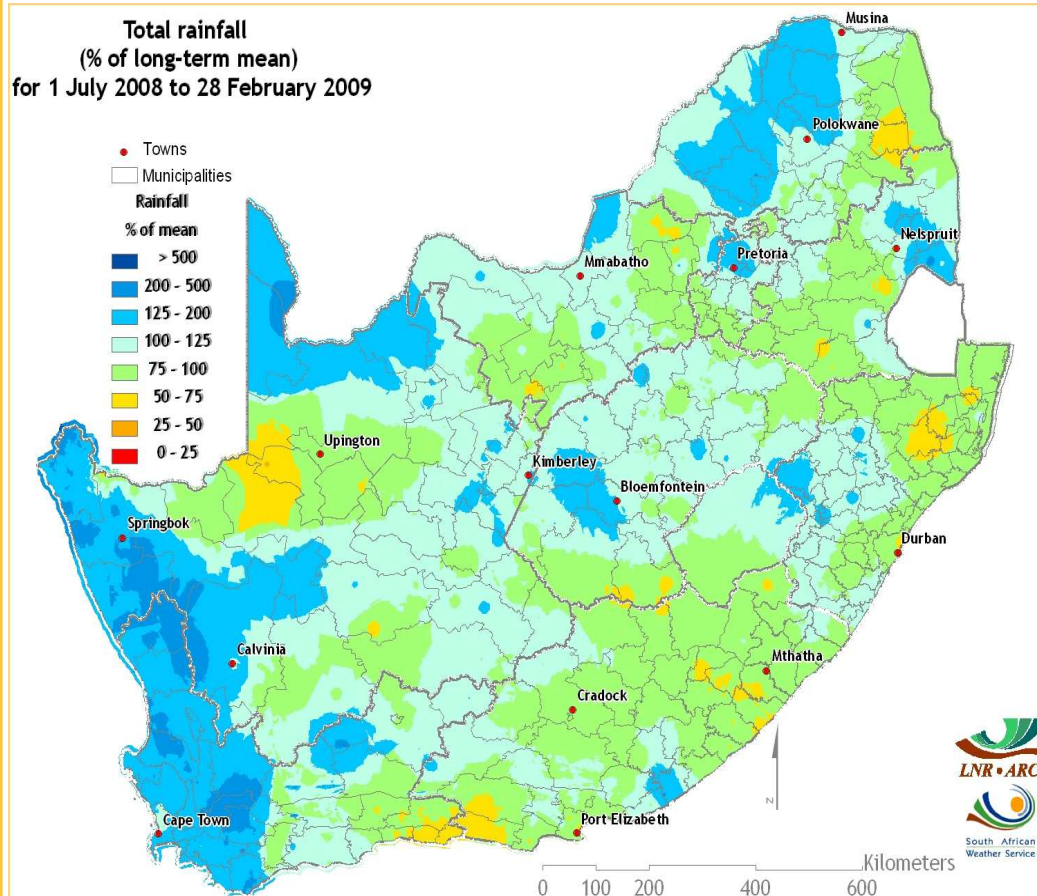 Total rainfall
(% of long-term mean)
for 1 July 2008 to 28 February 2009
Towns
Municipalities
Rainfall
% of mean
> 500
200 - 500
125 - 200
100 - 125
75 - 100
50 - 75
25 - 50
0 - 25
Musina
Polokwane
Nelspruit
Pretoria
Mmabatho
Upington
Kimberley
Bloemfontein
Springbok
Durban
Calvinia
Mthatha
Cradock
Cape Town
Port Elizabeth
LNR • ARC
South African
Weather Service
N
Kilometers
0 100 200 400 600